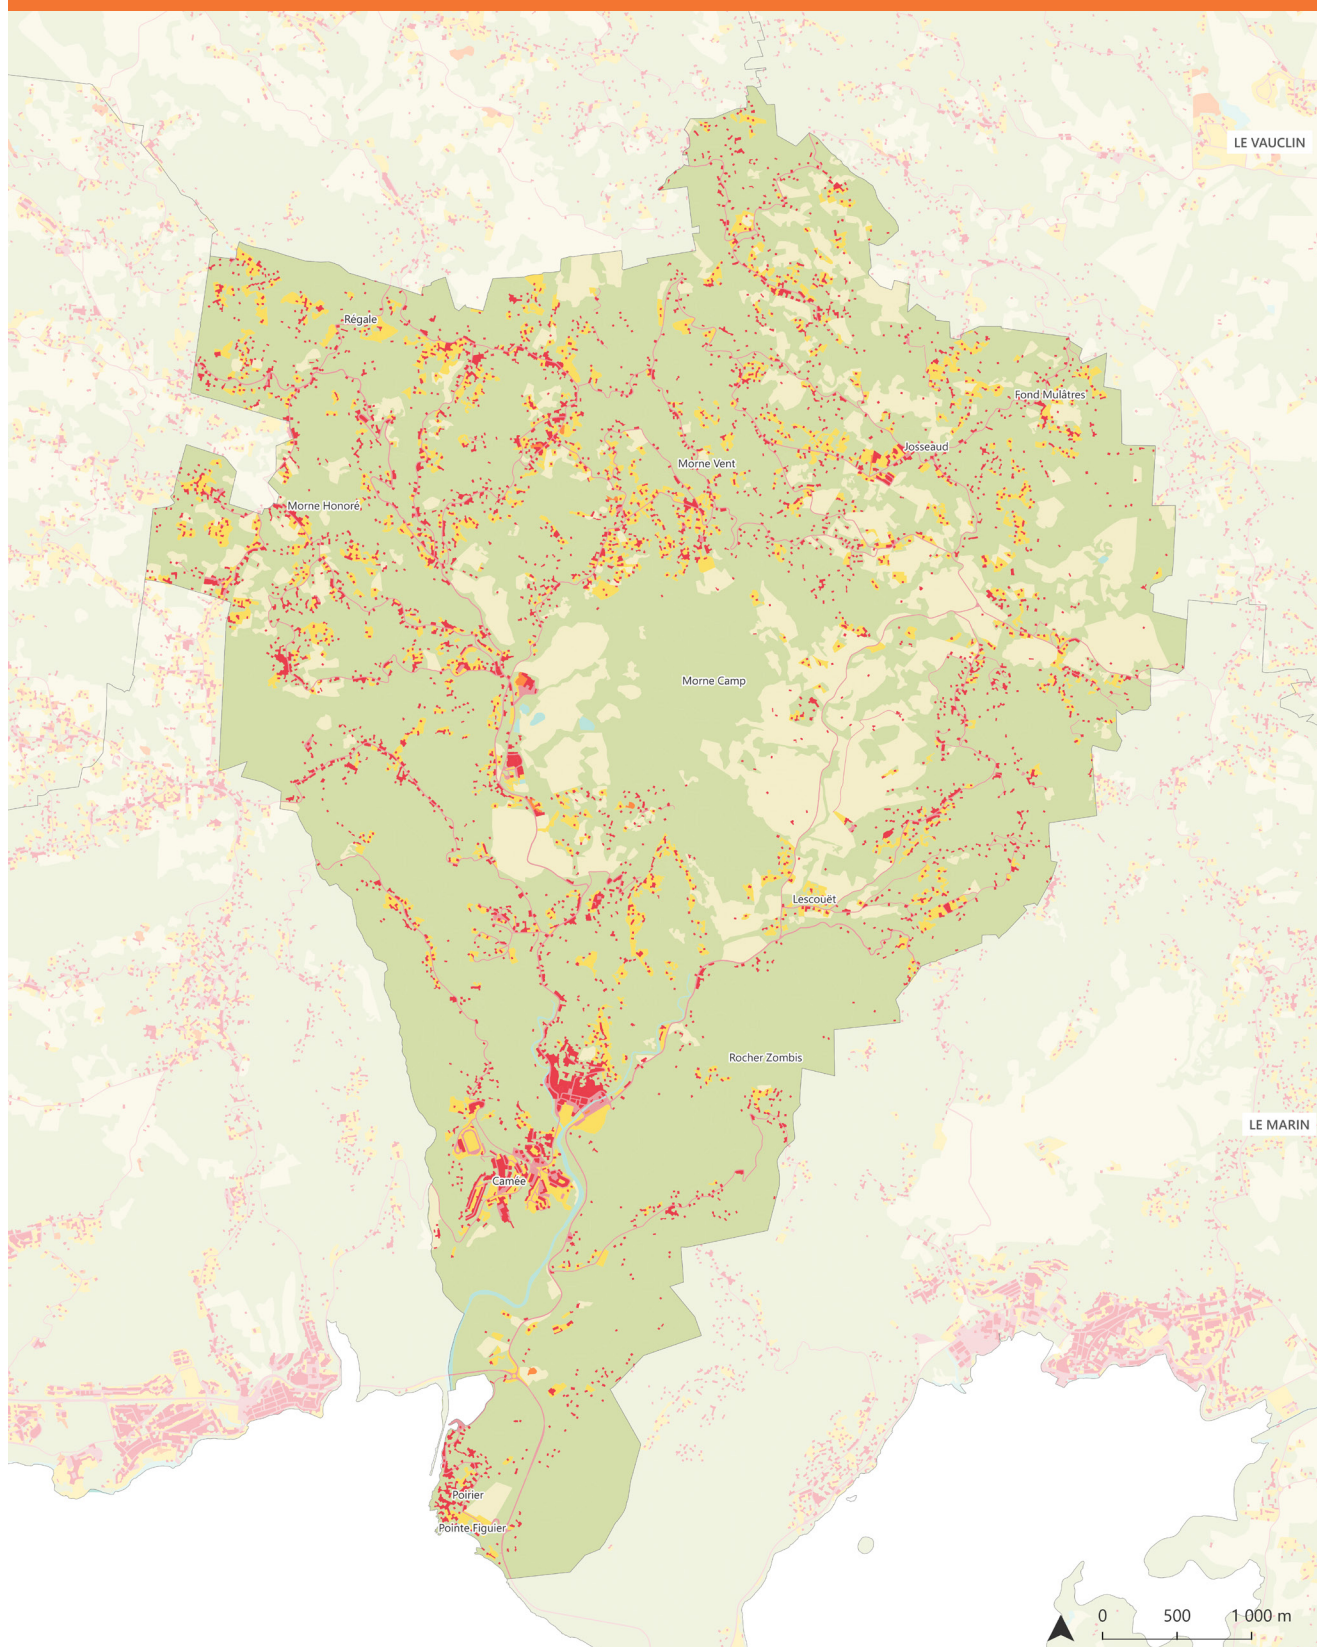 LE VAUCLIN
Régale
Fond Mulâtres
Josseaud
Morne Vent
Morne Honoré
Morne Camp
Lescouët
Rocher Zombis
LE MARIN
Camée
Poirier
Pointe Figuier
0 500 1 000 m